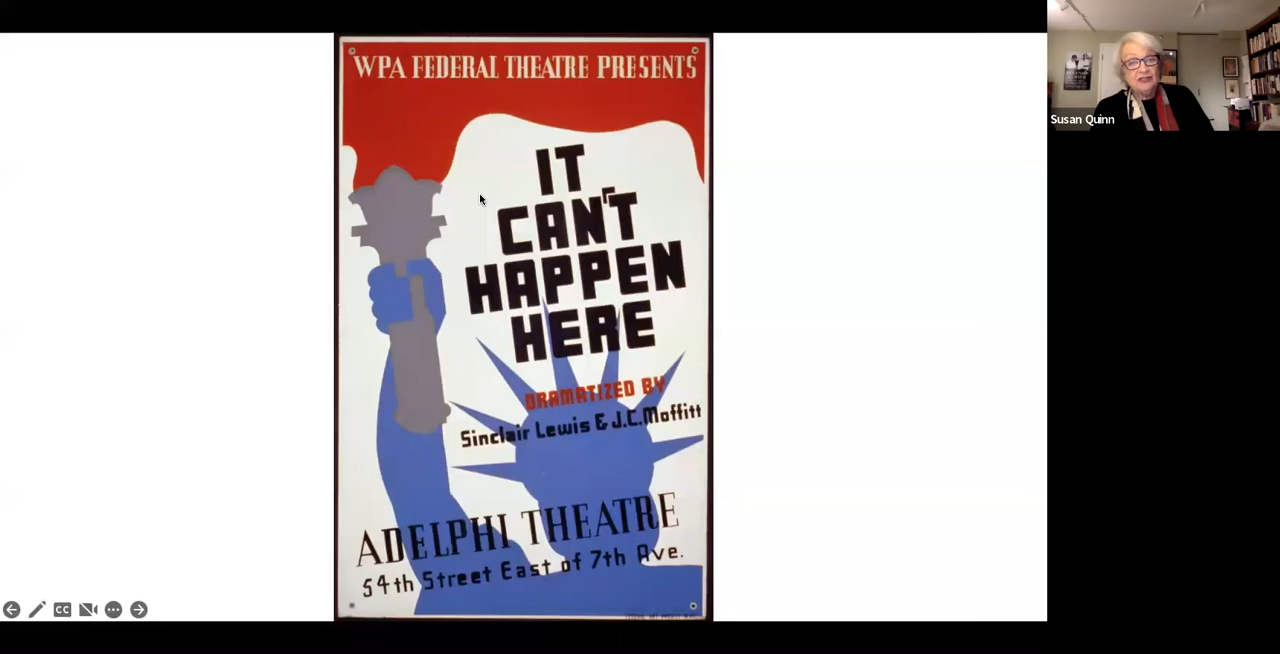 WPA FEDERAL THEATRE PRESENTS
IT
CAN'T
HAPPEN
HERE
DRAMATIZED BY
Sinclair Lewis & J.C. Moffitt
ADELPHI THEATRE
54th Street East of 7th Ave.
Susan Quinn
CC